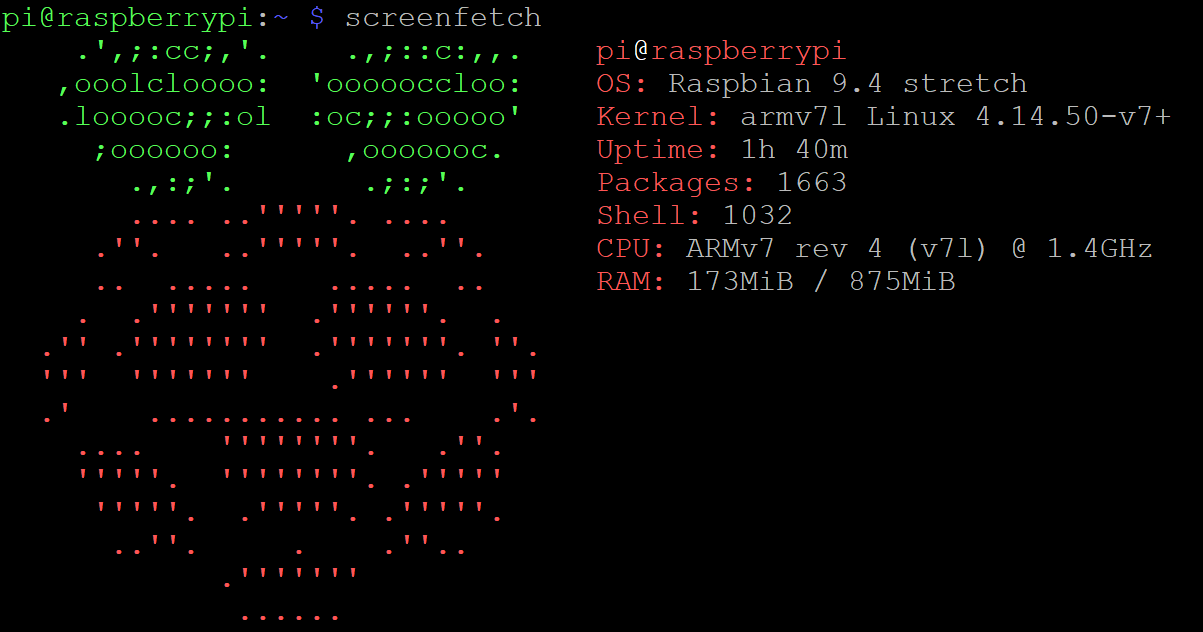 pi@raspberrypi:~ $ screenfetch
pi@raspberrypi
OS: Raspbian 9.4 stretch
Kernel: armv7l Linux 4.14.50-v7+
Uptime: 1h 40m
Packages: 1663
Shell: 1032
CPU: ARMv7 rev 4 (v7l) @ 1.4GHz
RAM: 173MiB / 875MiB